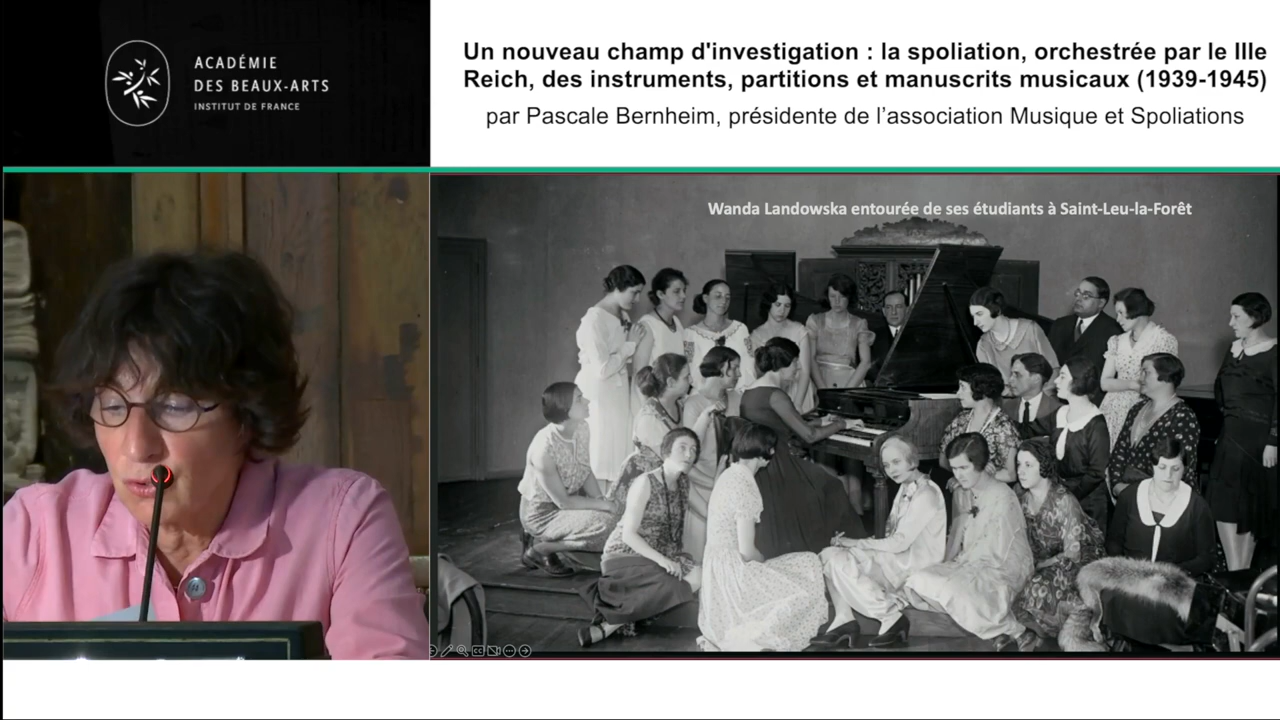 ACADÉMIE
DES BEAUX-ARTS
INSTITUT DE FRANCE
Un nouveau champ d'investigation : la spoliation, orchestrée par le IIIe
Reich, des instruments, partitions et manuscrits musicaux (1939-1945)
par Pascale Bernheim, présidente de l'association Musique et Spoliations
Wanda Landowska entourée de ses étudiants à Saint-Leu-la-Forêt